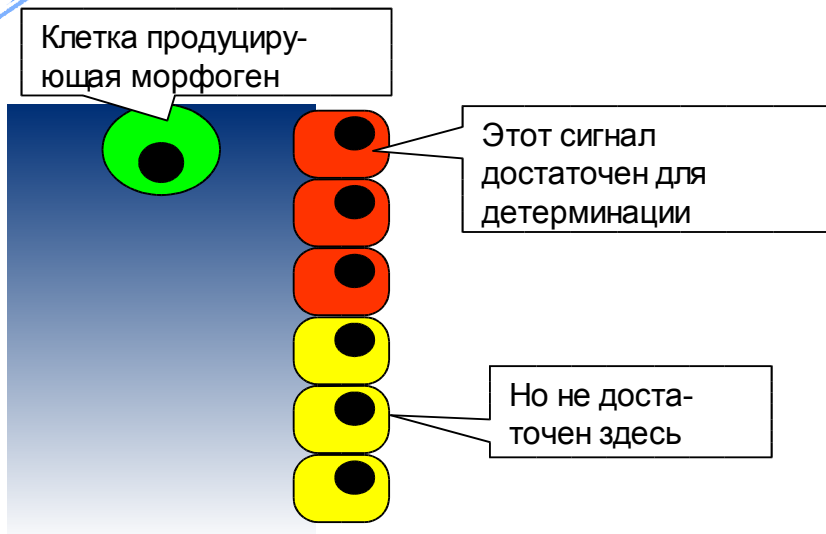 Клетка продуциру-
ющая морфоген
Этот сигнал
достаточен для
детерминации
Но не доста-
точен здесь